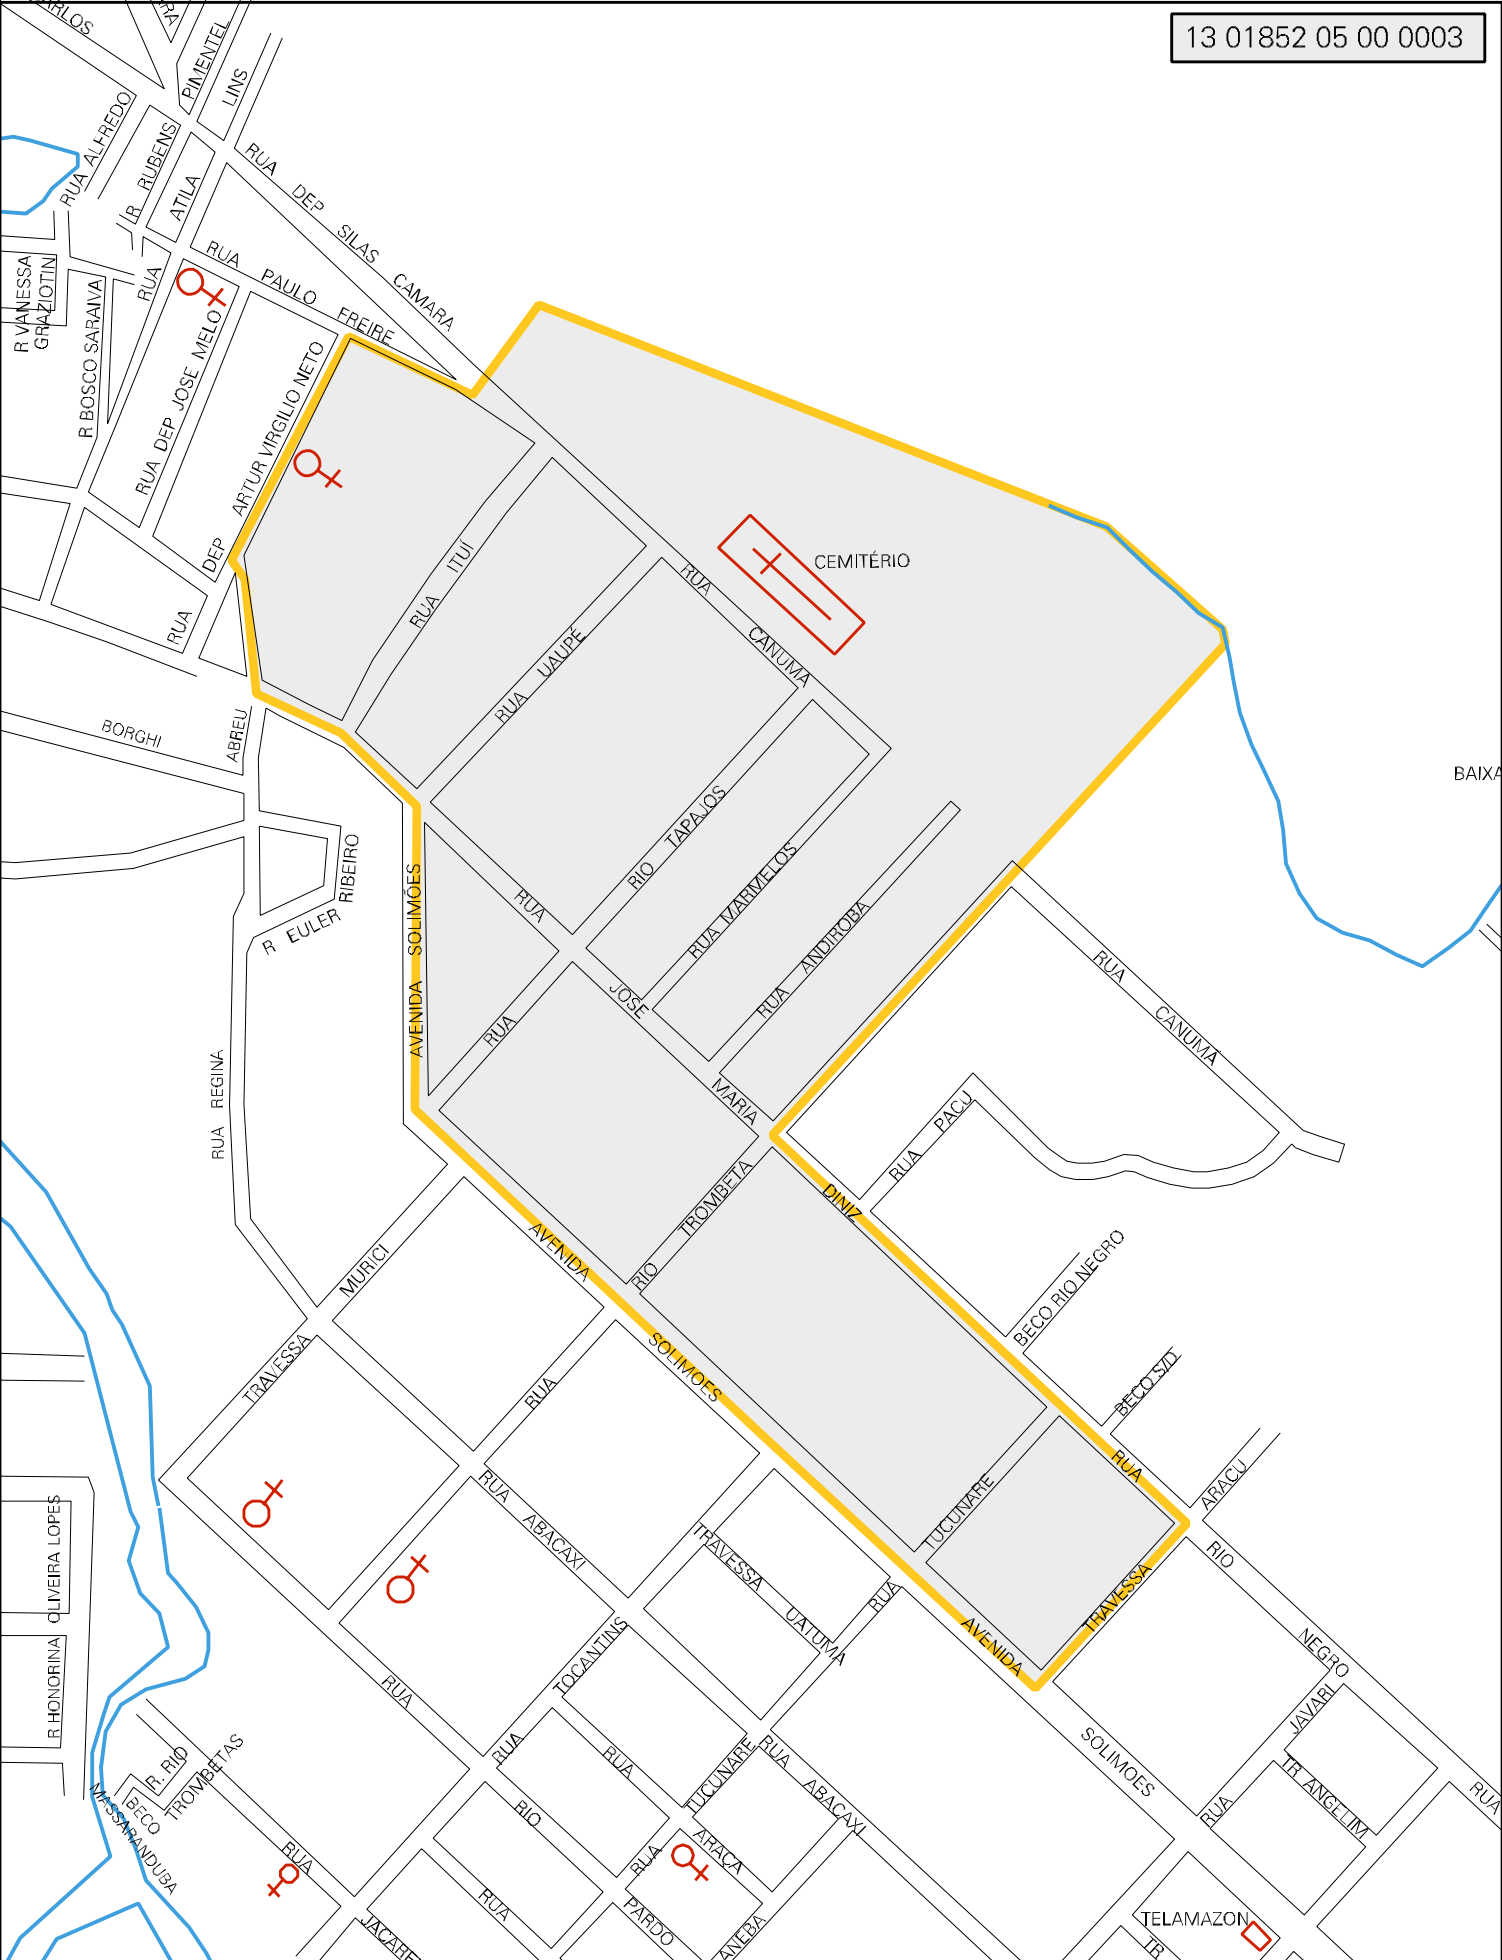 13 01852 05 00 0003
PIMENTEL
LINS
RUA ALFREDO
R RUBENS
ATILA
RUA
RUA DEP SILAS CAMARA
RUA PAULO FREIRE
R VANESSA
GRAZIOTIN
R BOSCO SARAIVA
RUA DEP JOSE MELO
DEP ARTUR VIRGILIO NETO
RUA
RUA ITUÍ
RUA UAUPÉ
CEMITÉRIO
RUA CANUMA
BORGHI
ABREU
BAIXA
R EULER RIBEIRO
AVENIDA SOLIMÕES
RIO TAPAJOS
RUA MARMELOS
RUA ANDIROBA
RUA JOSE MARIA DINIZ
RUA
RUA REGINA
RUA CANUMA
RUA PACU
RIO TROMBETA
BECO RIO NEGRO
BECO S/D
AVENIDA SOLIMOES
TRAVESSA MURICI
RUA
RUA ARACU
TUCUNARE
TRAVESSA
RUA ABACAXI
TRAVESSA UATUMA
RUA
AVENIDA SOLIMOES
RIO NEGRO
RUA
R HONORINA OLIVEIRA LOPES
RUA
RUA TOCANTINS
RUA
TUCUNARE
RUA ABACAXI
JAVARI
RUA
TR ANGELIM
R. RIO
TROMBETAS
BECO
MASSARANDUBA
RUA
RIO
RUA
ARAÇA
RUA
PARDO
JACARE
ANEBA
TELAMAZON
TR